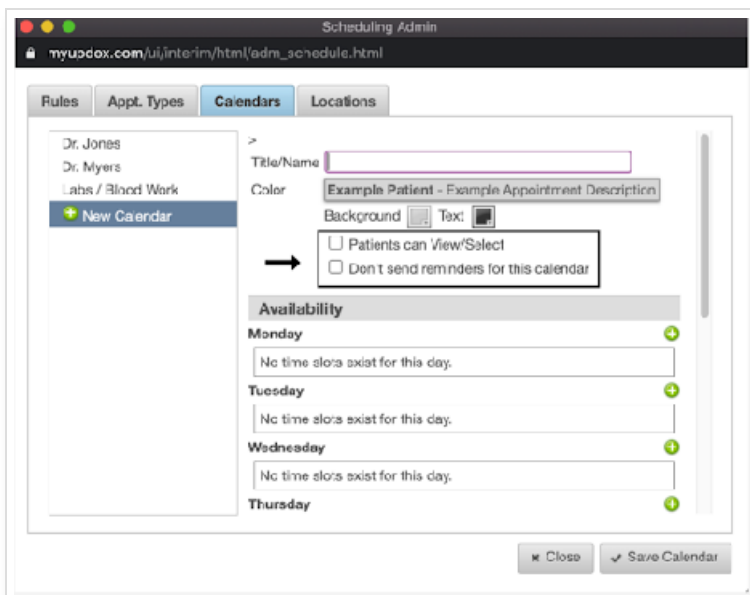 Scheduling Admin
myupdox.com/ui/interim/html/adm_schedule.html
Rules Appt. Types Calendars Locations
Dr. Jones
Dr. Myers
Labs / Blood Work
New Calendar
>
Title/Name
Color Example Patient - Example Appointment Description
Background Text
Patients can View/Select
Don't send reminders for this calendar
Availability
Monday
No time slots exist for this day.
Tuesday
No time slots exist for this day.
Wednesday
No time slots exist for this day.
Thursday
Close Save Calendar